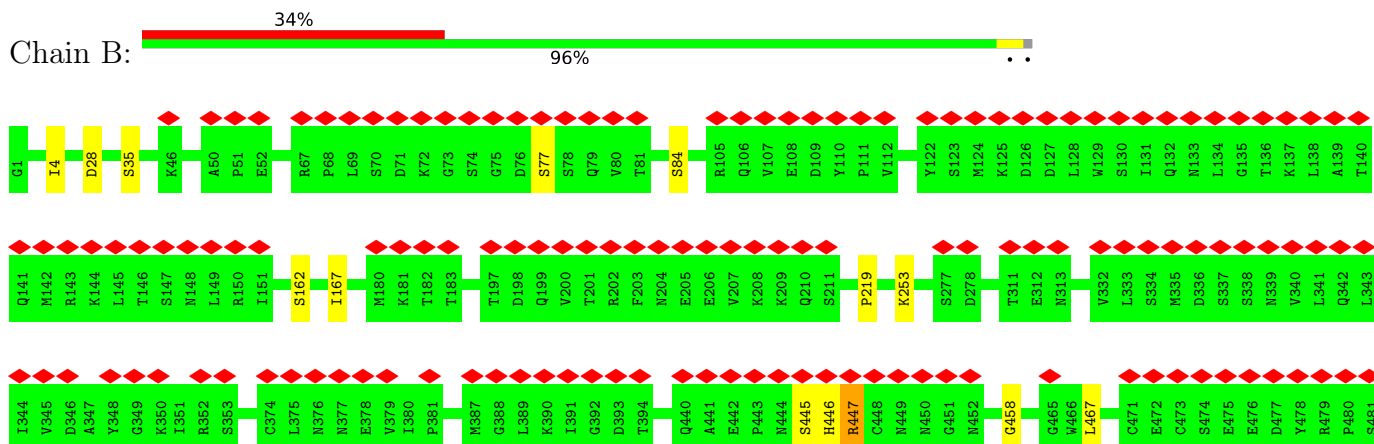 34%
Chain B:
96%
. .
G1 I4 D28 S35 K46 A50 P51 E52 R67 P68 L69 S70 D71 K72 G73 S74 G75 D76 S77 S78 Q79 V80 T81 S84 R105 Q106 V107 E108 D109 Y110 P111 V112 Y122 S123 M124 K125 D126 D127 L128 W129 S130 I131 Q132 N133 L134 G135 T136 K137 L138 A139 T140
Q141 M142 R143 K144 L145 T146 S147 N148 L149 R150 I151 S162 I167 M180 K181 T182 T183 T197 D198 Q199 V200 T201 R202 F203 N204 E205 E206 V207 K208 K209 Q210 S211 P219 K253 S277 D278 T311 E312 N313 V332 L333 S334 M335 D336 S337 S338 N339 V340 L341 Q342 L343
I344 V345 D346 A347 Y348 G349 K350 I351 R352 S353 C374 L375 N376 N377 E378 V379 I380 P381 M387 G388 L389 K390 I391 G392 D393 T394 Q440 A441 E442 P443 N444 S445 H446 R447 C448 N449 N450 G451 N452 G458 G465 W466 L467 C471 E472 C473 S474 E475 E476 D477 Y478 R479 P480 S481